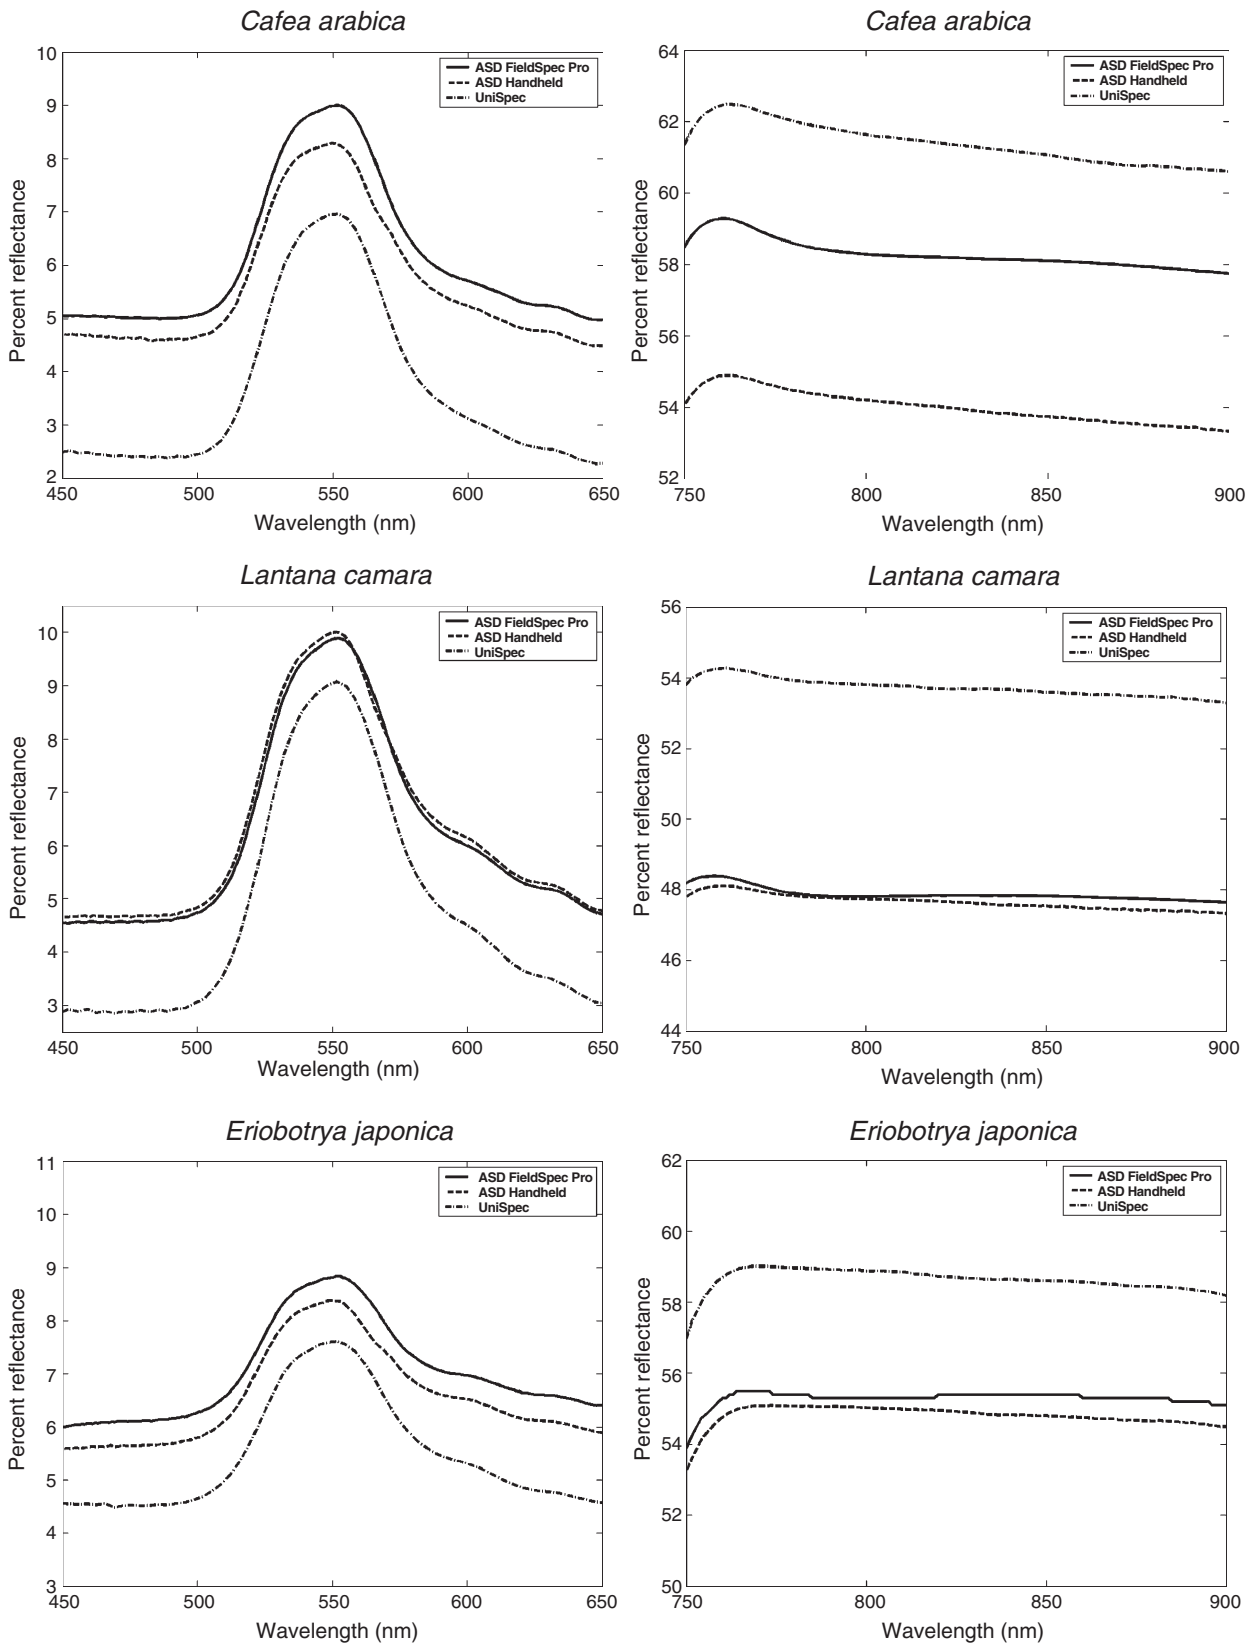 Cafea arabica
10
9
8
7
6
5
4
3
2
450
500
550
600
650
Percent reflectance
Wavelength (nm)
ASD FieldSpec Pro
ASD Handheld
UniSpec
Cafea arabica
64
62
60
58
56
54
52
750
800
850
900
Percent reflectance
Wavelength (nm)
ASD FieldSpec Pro
ASD Handheld
UniSpec
Lantana camara
10
9
8
7
6
5
4
3
450
500
550
600
650
Percent reflectance
Wavelength (nm)
ASD FieldSpec Pro
ASD Handheld
UniSpec
Lantana camara
56
54
52
50
48
46
44
750
800
850
900
Percent reflectance
Wavelength (nm)
ASD FieldSpec Pro
ASD Handheld
UniSpec
Eriobotrya japonica
11
10
9
8
7
6
5
4
3
450
500
550
600
650
Percent reflectance
Wavelength (nm)
ASD FieldSpec Pro
ASD Handheld
UniSpec
Eriobotrya japonica
62
60
58
56
54
52
50
750
800
850
900
Percent reflectance
Wavelength (nm)
ASD FieldSpec Pro
ASD Handheld
UniSpec